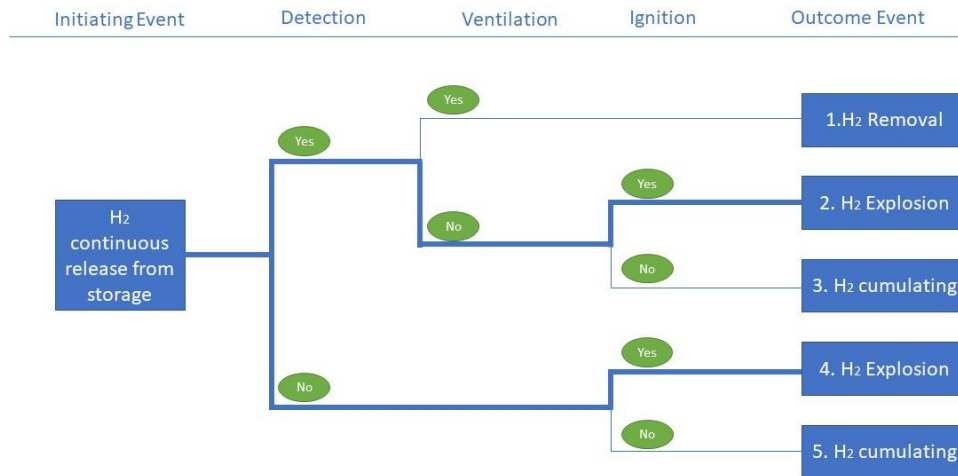 Initiating Event Detection Ventilation Ignition Outcome Event
Yes
1.H₂ Removal
Yes
Yes
2. H₂ Explosion
H₂
continuous
release from
storage
No
No
3. H₂ cumulating
Yes
4. H₂ Explosion
No
No
5. H₂ cumulating